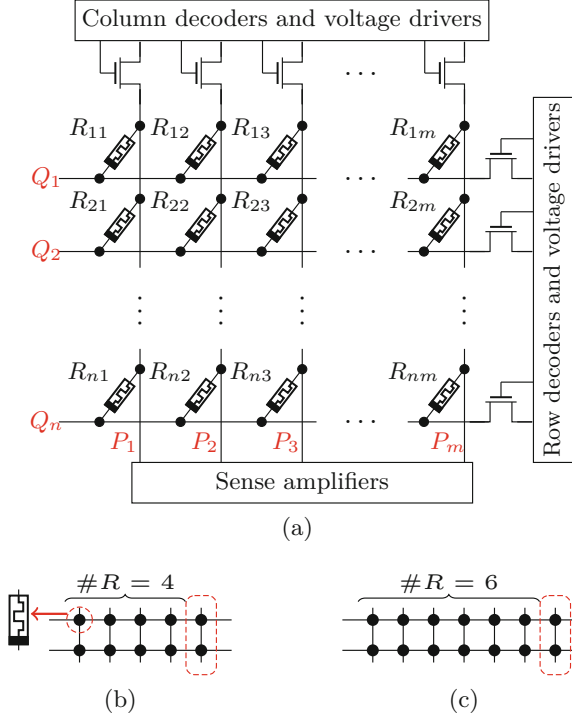 Column decoders and voltage drivers
R11 R12 R13 ... R1m
Q1
R21 R22 R23 ... R2m
Q2
Rn1 Rn2 Rn3 ... Rnm
Qn
P1 P2 P3 ... Pm
Row decoders and voltage drivers
Sense amplifiers
(a)
#R = 4
#R = 6
(b)
(c)